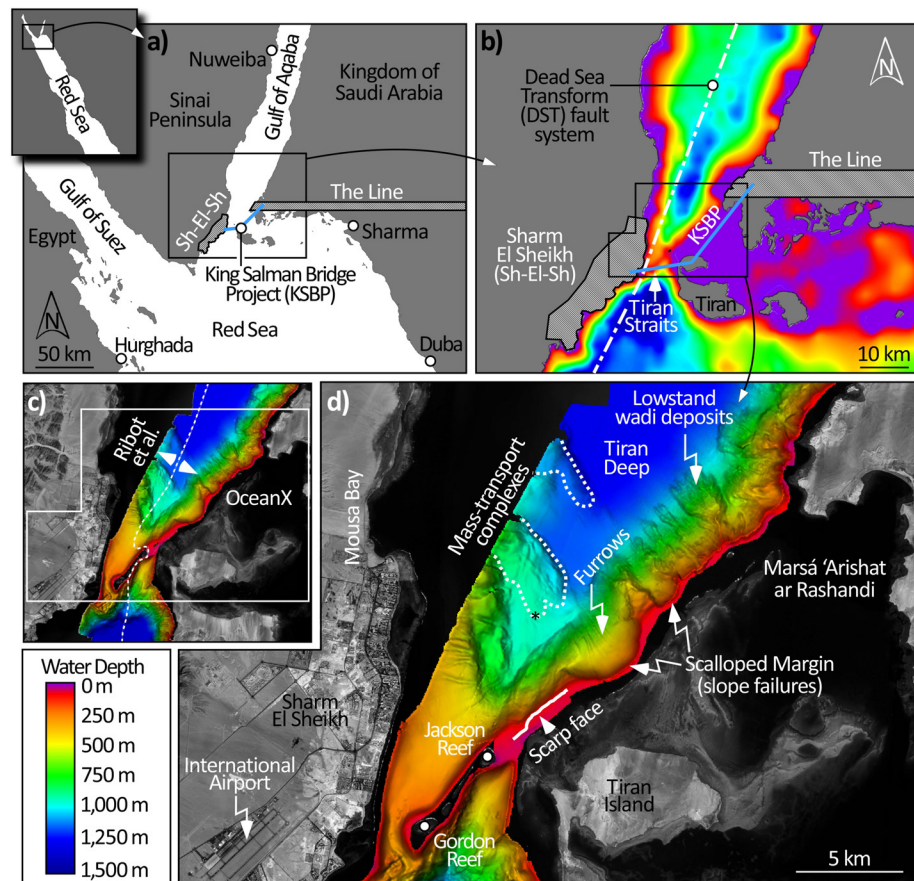 a)
Nuweiba
Gulf of Aqaba
Kingdom of
Saudi Arabia
Red Sea
Sinai
Peninsula
Gulf of Suez
Egypt
Sh-El-Sh
The Line
Sharma
King Salman Bridge
Project (KSBP)
Red Sea
N
50 km
Hurghada
Duba
b)
N
Dead Sea
Transform
(DST) fault
system
The Line
KSBP
Sharm
El Sheikh
(Sh-El-Sh)
Tiran
Tiran
Straits
10 km
c)
Ribot
et al.
OceanX
Water Depth
0 m
250 m
500 m
750 m
1,000 m
1,250 m
1,500 m
d)
Lowstand
wadi deposits
Tiran
Deep
Mousa Bay
Mass-transport
complexes
Furrows
*
Marsá ‘Arishat
ar Rashandi
Scalloped Margin
(slope failures)
Scarp face
Sharm
El Sheikh
Jackson
Reef
International
Airport
Tiran
Island
Gordon
Reef
5 km